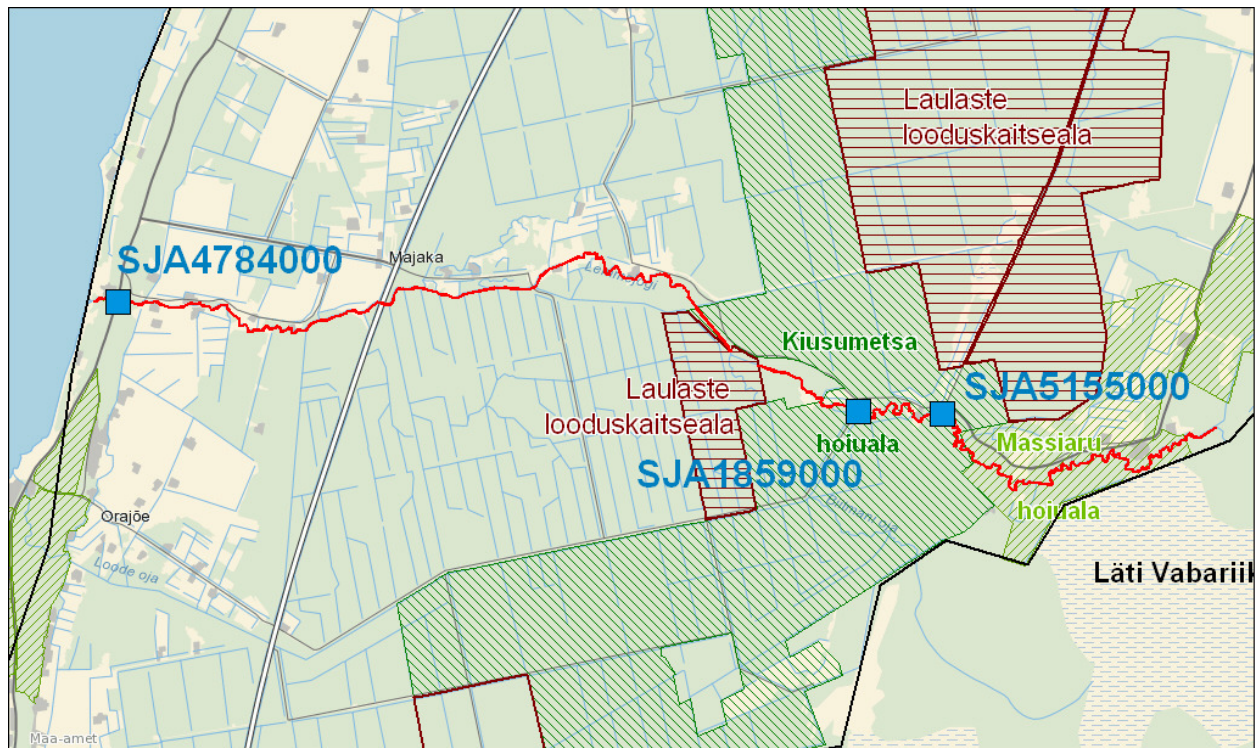 Laulaste
looduskaitseala
SJA4784000
Majaka
Lemmejõgi
Kiusumetsa
Laulaste
looduskaitseala
SJA5155000
hoiuala
Massiaru
SJA1859000
hoiuala
Orajõe
Loode oja
Läti Vabariik
Maa-amet